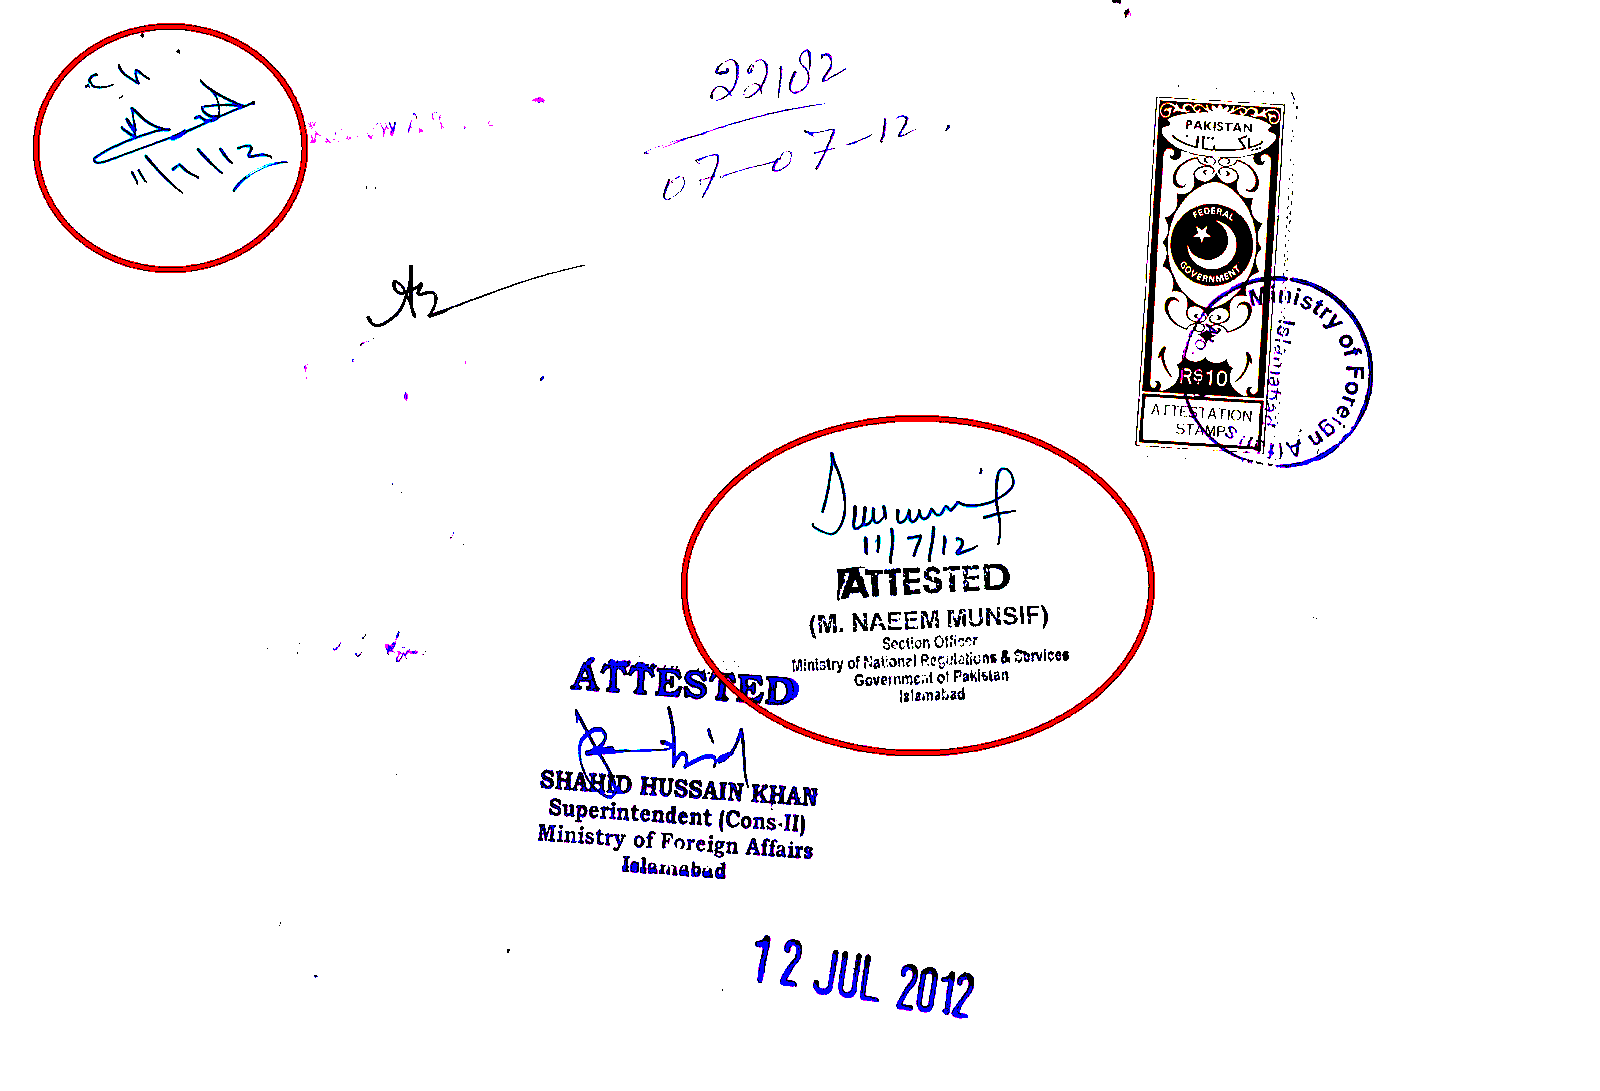 11/7/12
22182
07-07-12
PAKISTAN
پاکستان
FEDERAL
GOVERNMENT
RS 10
ATTESTATION
STAMPS
Ministry of Foreign Affairs
Islamabad
11/7/12
ATTESTED
(M. NAEEM MUNSIF)
Section Officer
Ministry of National Regulations & Services
Government of Pakistan
Islamabad
ATTESTED
SHAHID HUSSAIN KHAN
Superintendent (Cons-II)
Ministry of Foreign Affairs
Islamabad
12 JUL 2012